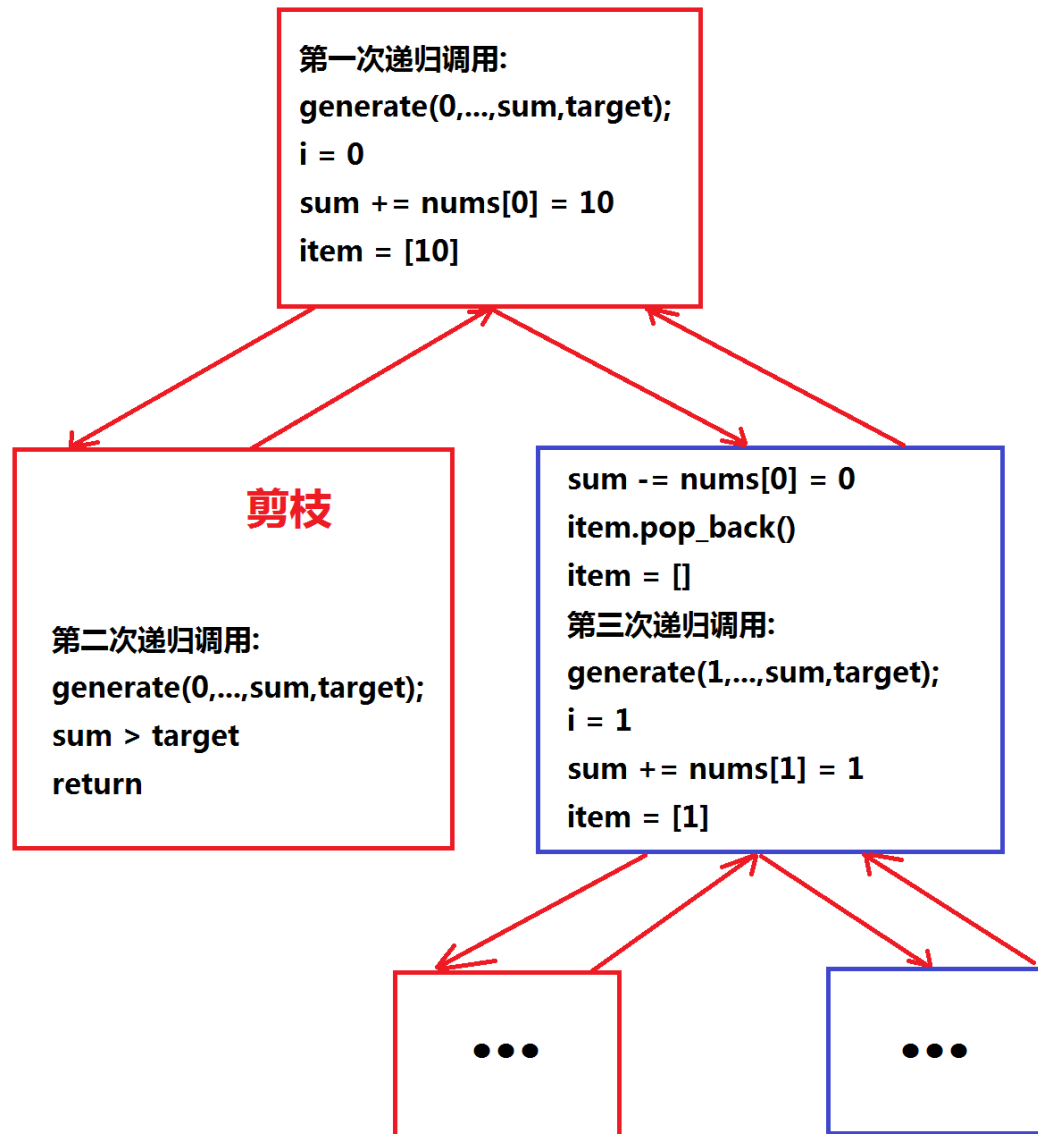 第一次递归调用:
generate(0,...,sum,target);
i = 0
sum += nums[0] = 10
item = [10]
剪枝
第二次递归调用:
generate(0,...,sum,target);
sum > target
return
sum -= nums[0] = 0
item.pop_back()
item = []
第三次递归调用:
generate(1,...,sum,target);
i = 1
sum += nums[1] = 1
item = [1]
•••
•••